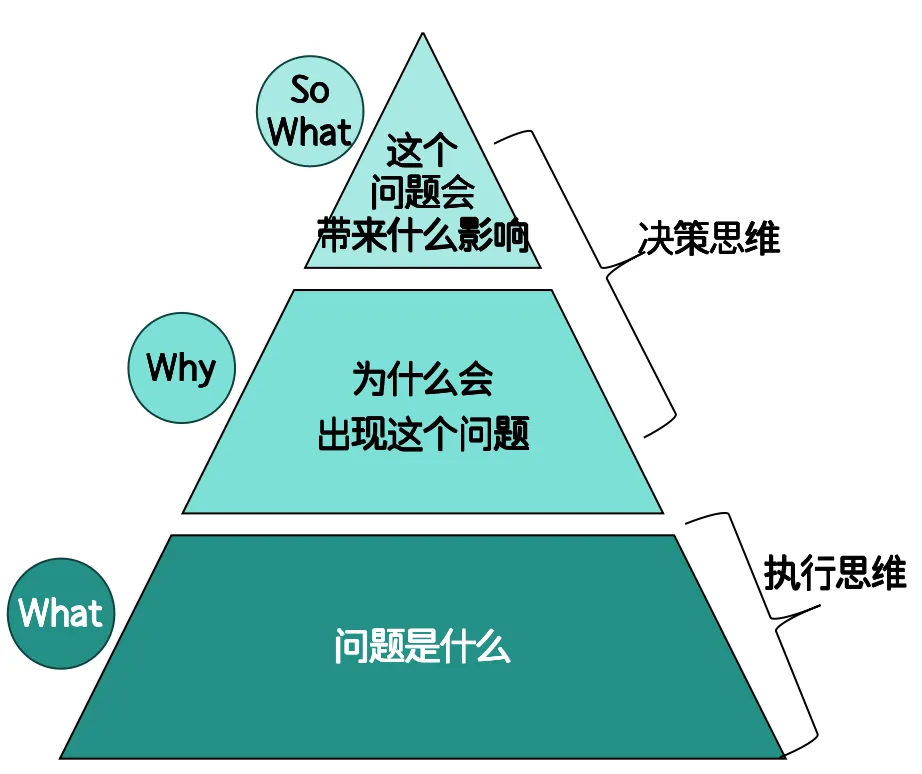 So
What
这个
问题会
带来什么影响
决策思维
Why
为什么会
出现这个问题
执行思维
What
问题是什么